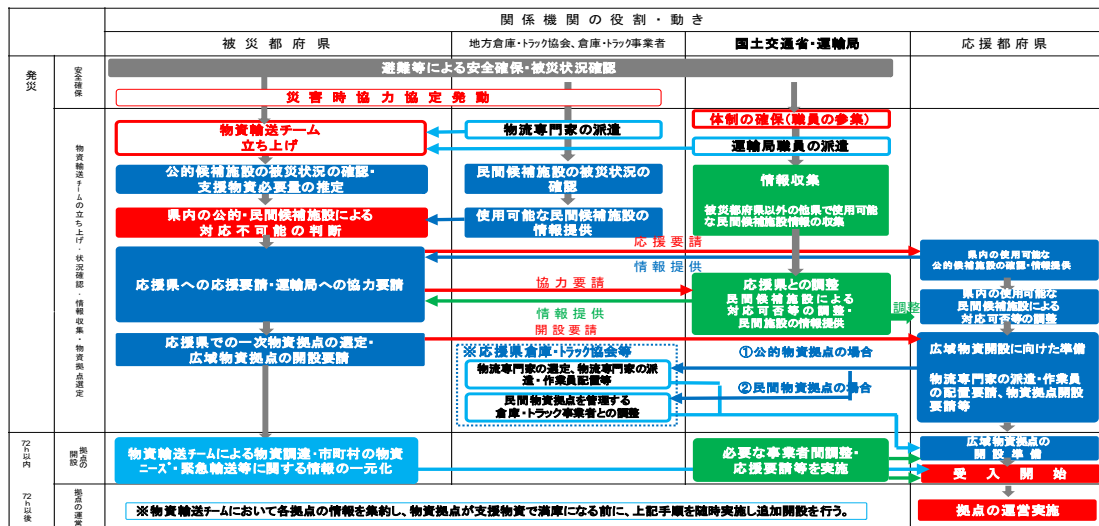 関係機関の役割・動き
被災都府県
地方倉庫・トラック協会、倉庫・トラック事業者
国土交通省・運輸局
応援都府県
発災
安全確保
避難等による安全確保・被災状況確認
災害時協力協定発動
物資輸送チームの立ち上げ・状況確認・情報収集・物資拠点選定
物資輸送チーム
立ち上げ
物流専門家の派遣
体制の確保(職員の参集)
運輸局職員の派遣
公的候補施設の被災状況の確認・
支援物資必要量の推定
民間候補施設の被災状況の
確認
情報収集
被災都府県以外の他県で使用可能
な民間候補施設情報の収集
県内の公的・民間候補施設による
対応不可能の判断
使用可能な民間候補施設の
情報提供
応援要請
情報提供
県内の使用可能な
公的候補施設の確認・情報提供
応援県への応援要請・運輸局への協力要請
協力要請
情報提供
応援県との調整
民間候補施設による
対応可否等の調整・
民間施設の情報提供
調整
県内の使用可能な
民間候補施設による
対応可否等の調整
開設要請
応援県での一次物資拠点の選定・
広域物資拠点の開設要請
※応援県倉庫・トラック協会等
物流専門家の選定、物流専門家の派
遣・作業員配置等
民間物資拠点を管理する
倉庫・トラック事業者との調整
①公的物資拠点の場合
②民間物資拠点の場合
広域物資開設に向けた準備
物流専門家の派遣・作業員
の配置要請、物資拠点開設
要請等
72h以内
拠点の開設
物資輸送チームによる物資調達・市町村の物資
ニーズ・緊急輸送等に関する情報の一元化
必要な事業者間調整・
応援要請等を実施
広域物資拠点の
開設準備
受入開始
72h以後
拠点の運営
※物資輸送チームにおいて各拠点の情報を集約し、物資拠点が支援物資で満庫になる前に、上記手順を随時実施し追加開設を行う。
拠点の運営実施